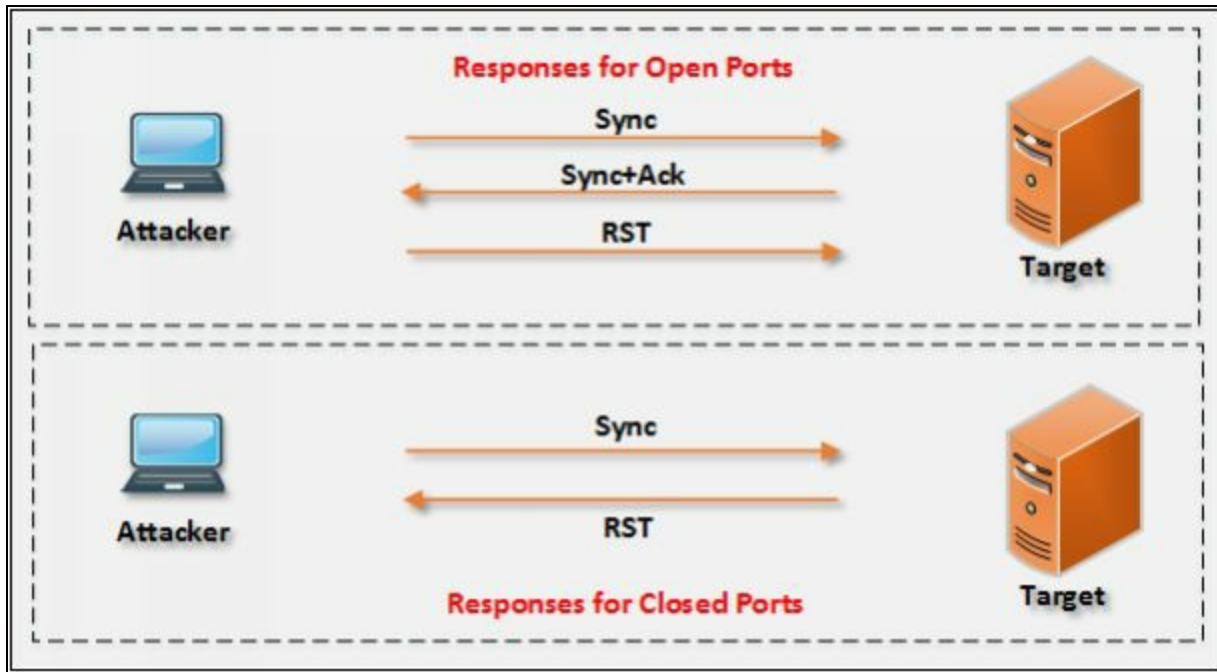 Responses for Open Ports
Sync
Sync+Ack
RST
Attacker
Target
Sync
RST
Attacker
Target
Responses for Closed Ports